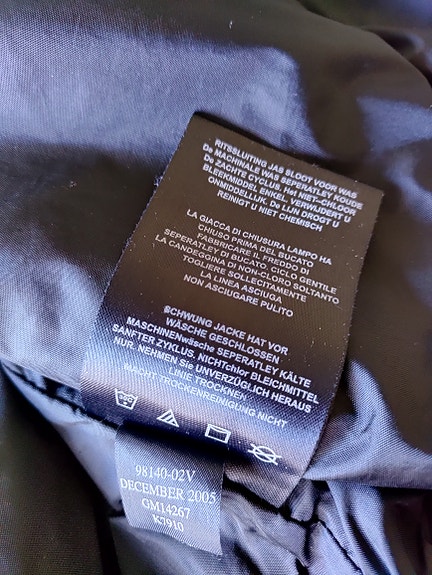 RITSSLUITING JAS SLOOT VOOR WAS
De MACHINALE WAS SEPERATLEY KOUDE
De ZACHTE CYCLUS. Het NIET-CHLOOR
BLEEKMIDDEL ENKEL. VERWIJDERT U
ONMIDDELIJK. De LIJN DROOGT U
REINIGT U NIET CHEMISCH
LA GIACCA DI CHIUSURA LAMPO HA
CHIUSO PRIMA DEL BUCATO
FABBRICARE IL FREDDO DI
SEPERATLEY DI BUCATO. CICLO GENTILE
LA CANDEGGINA DI NON-CLORO SOLTANTO
TOGLIERE SOLLECITAMENTE
LA LINEA ASCIUGA
NON ASCIUGARE PULITO
SCHWUNG JACKE HAT VOR
WÄSCHE GESCHLOSSEN
MASCHINENwäsche SEPERATLEY KÄLTE
SANFTER ZYKLUS. NICHTchlor BLEICHMITTEL
NUR. NEHMEN Sie UNVERZÜGLICH HERAUS
LINIE TROCKNEN
MACHT TROCKENREINIGUNG NICHT
98140-02V
DECEMBER 2005
GM14267
K7910